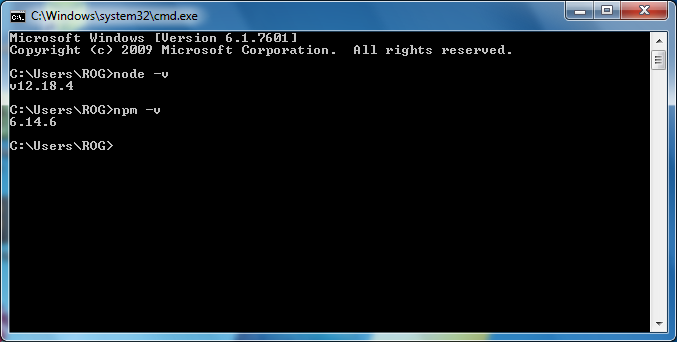 C:\Windows\system32\cmd.exe
Microsoft Windows [Version 6.1.7601]
Copyright (c) 2009 Microsoft Corporation.  All rights reserved.
C:\Users\ROG>node -v
v12.18.4
C:\Users\ROG>npm -v
6.14.6
C:\Users\ROG>